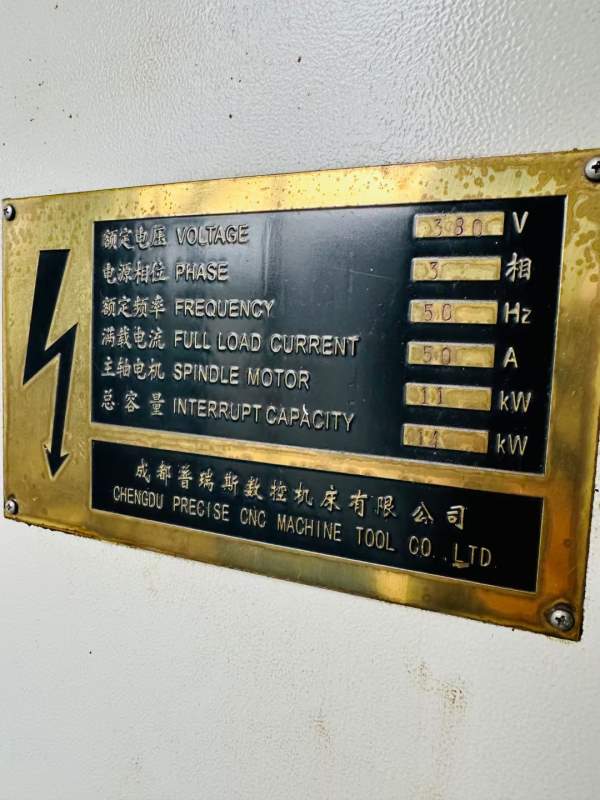 额定电压 VOLTAGE 380 V
电源相位 PHASE 3 相
额定频率 FREQUENCY 50 Hz
满载电流 FULL LOAD CURRENT 50 A
主轴电机 SPINDLE MOTOR 11 kW
总容量 INTERRUPT CAPACITY 11 kW
成都普瑞斯数控机床有限公司
CHENGDU PRECISE CNC MACHINE TOOL CO.,LTD